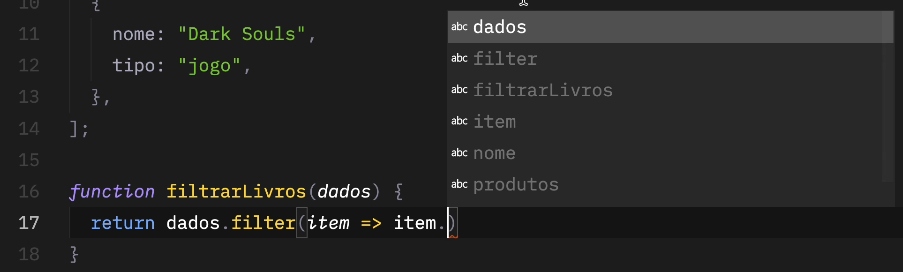 10 {
11 nome: "Dark Souls",
12 tipo: "jogo",
13 },
14 ];
15
16 function filtrarLivros(dados) {
17 return dados.filter(item => item.)
18 }
abc dados
abc filter
abc filtrarLivros
abc item
abc nome
abc produtos